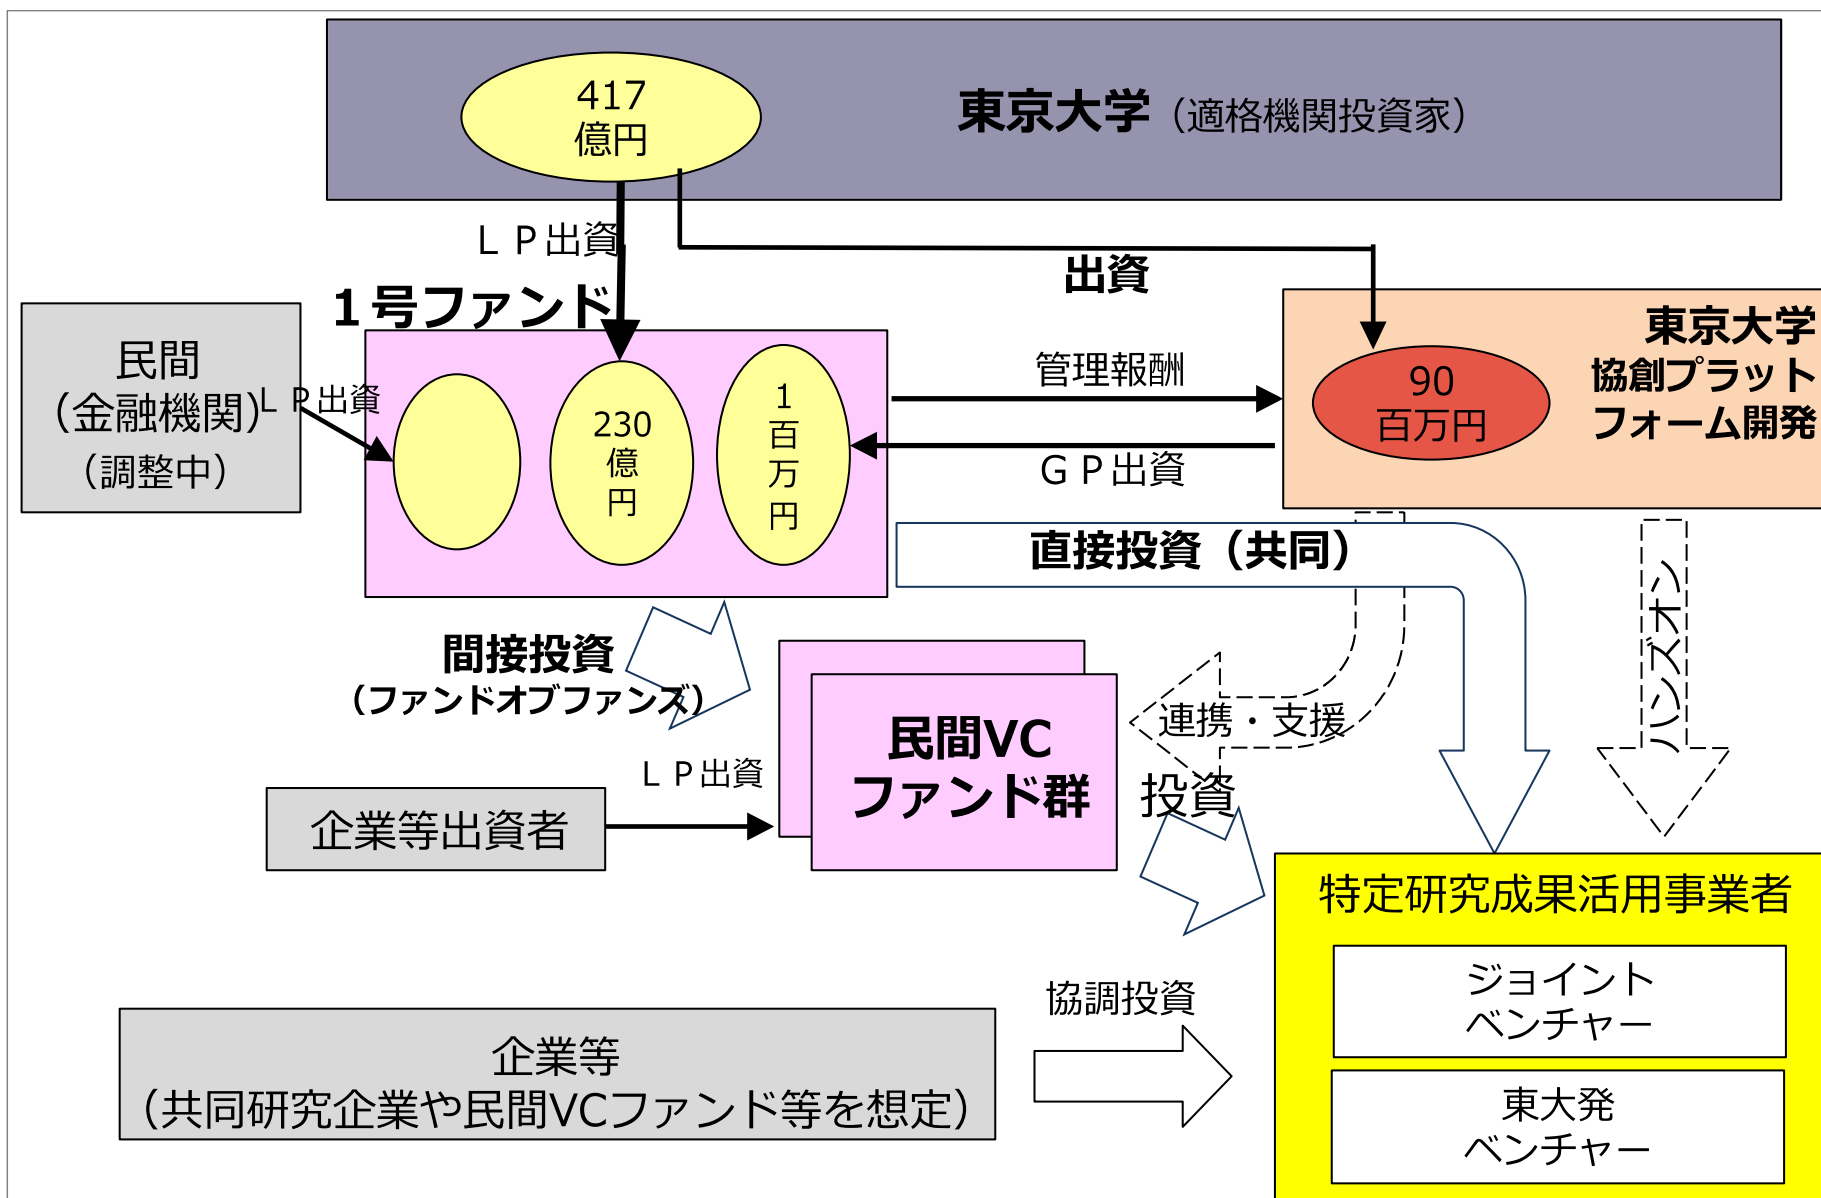 417
億円
東京大学（適格機関投資家）
ＬＰ出資
出資
１号ファンド
民間
（金融機関）
（調整中）
ＬＰ出資
230
億
円
1
百
万
円
管理報酬
ＧＰ出資
90
百万円
東京大学
協創プラット
フォーム開発
直接投資（共同）
間接投資
（ファンドオブファンズ）
連携・支援
ハンズオン
民間VC
ファンド群
ＬＰ出資
企業等出資者
投資
特定研究成果活用事業者
ジョイント
ベンチャー
東大発
ベンチャー
協調投資
企業等
（共同研究企業や民間VCファンド等を想定）